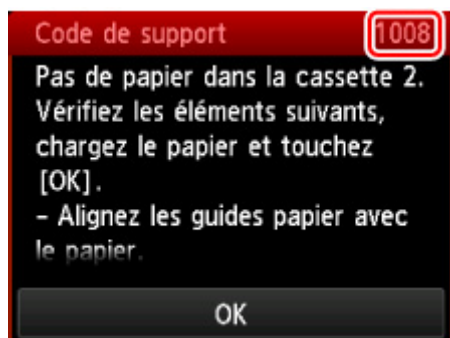 Code de support 1008
Pas de papier dans la cassette 2.
Vérifiez les éléments suivants,
chargez le papier et touchez
[OK].
- Alignez les guides papier avec
le papier.
OK